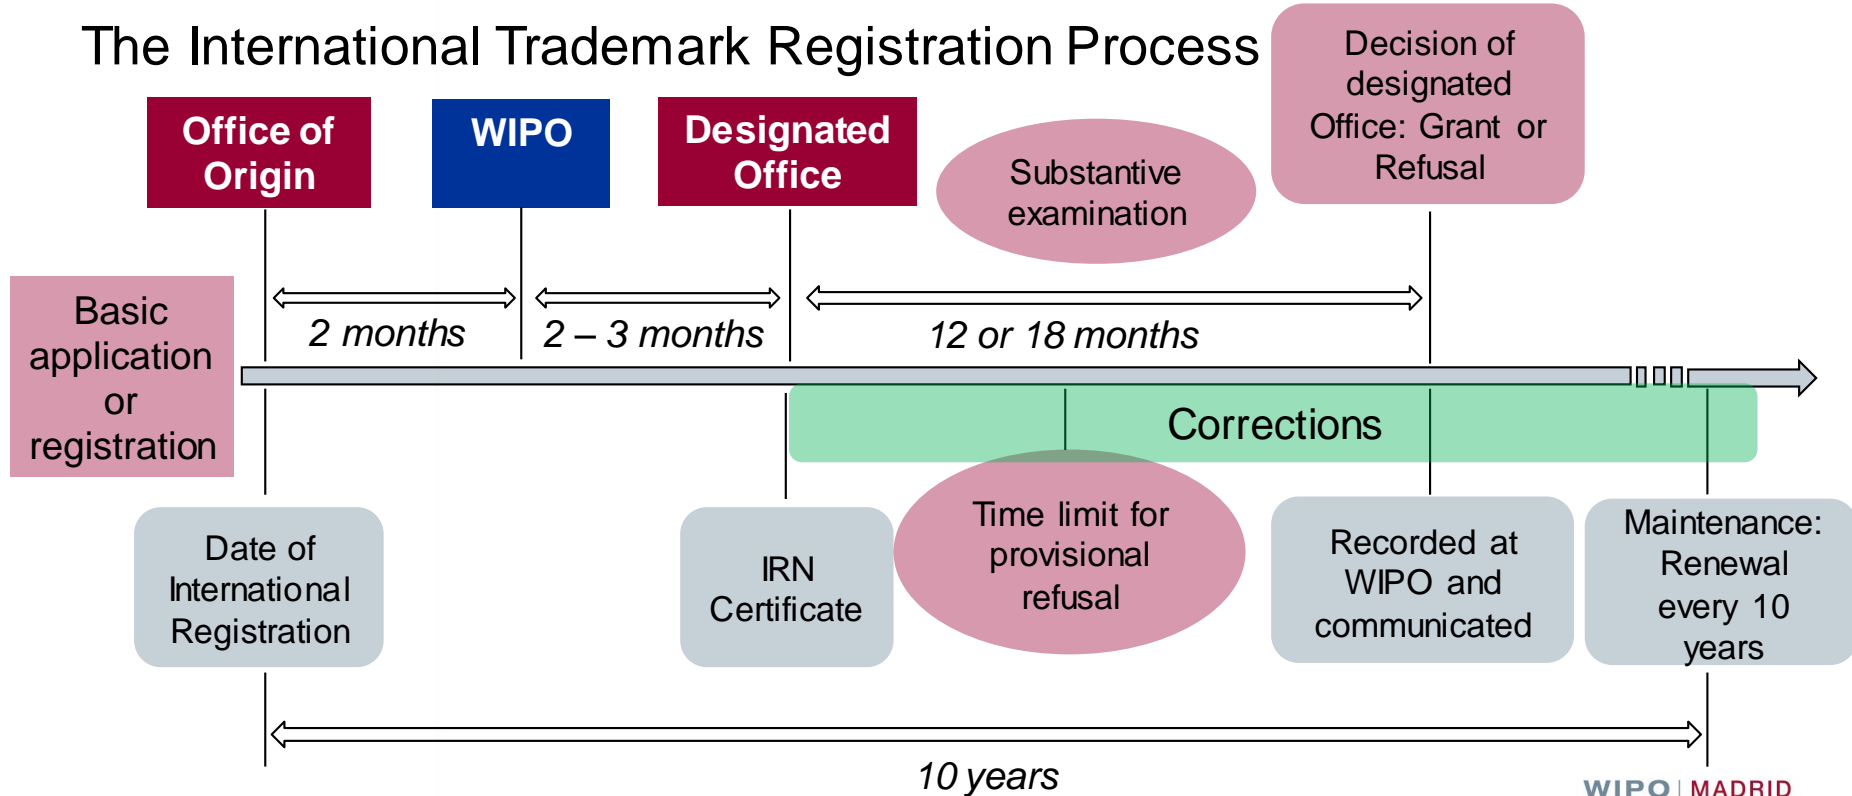 The International Trademark Registration Process
Decision of
designated
Office: Grant or
Refusal
Office of
Origin
WIPO
Designated
Office
Substantive
examination
Basic
application
or
registration
2 months
2 – 3 months
12 or 18 months
Corrections
Date of
International
Registration
IRN
Certificate
Time limit for
provisional
refusal
Recorded at
WIPO and
communicated
Maintenance:
Renewal
every 10
years
10 years
WIPO | MADRID